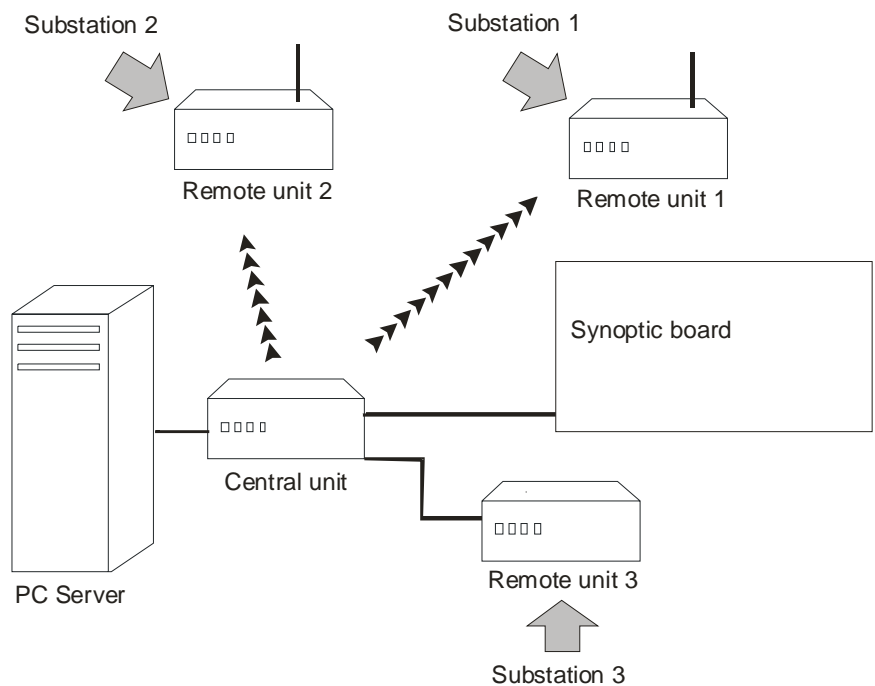 Substation 2
Substation 1
Remote unit 2
Remote unit 1
Synoptic board
Central unit
Remote unit 3
PC Server
Substation 3